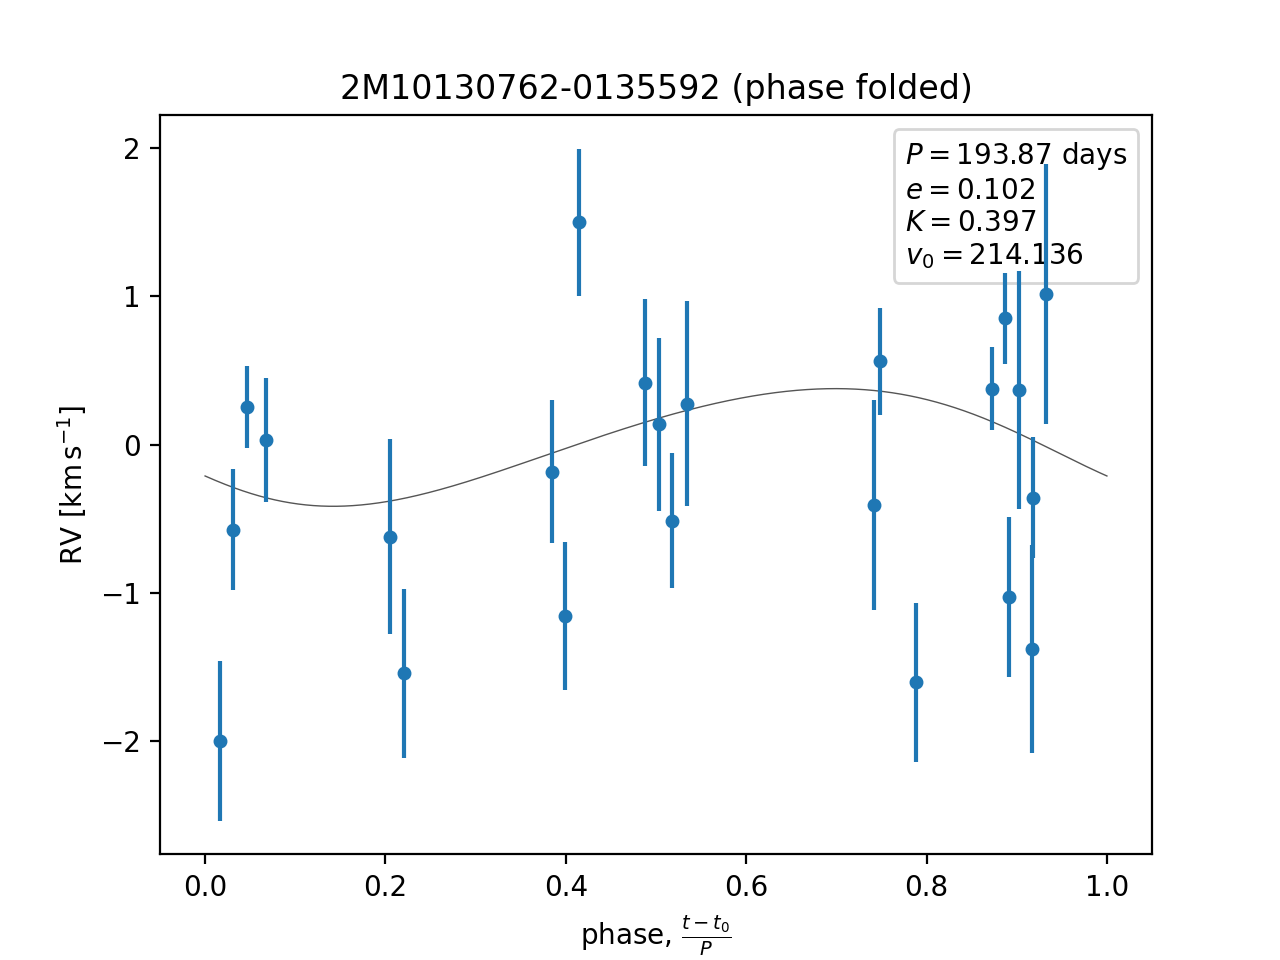 2M10130762-0135592 (phase folded)
P = 193.87 days
e = 0.102
K = 0.397
v₀ = 214.136
2
1
0
−1
−2
RV [km s⁻¹]
0.0 0.2 0.4 0.6 0.8 1.0
phase, (t − t₀)/P